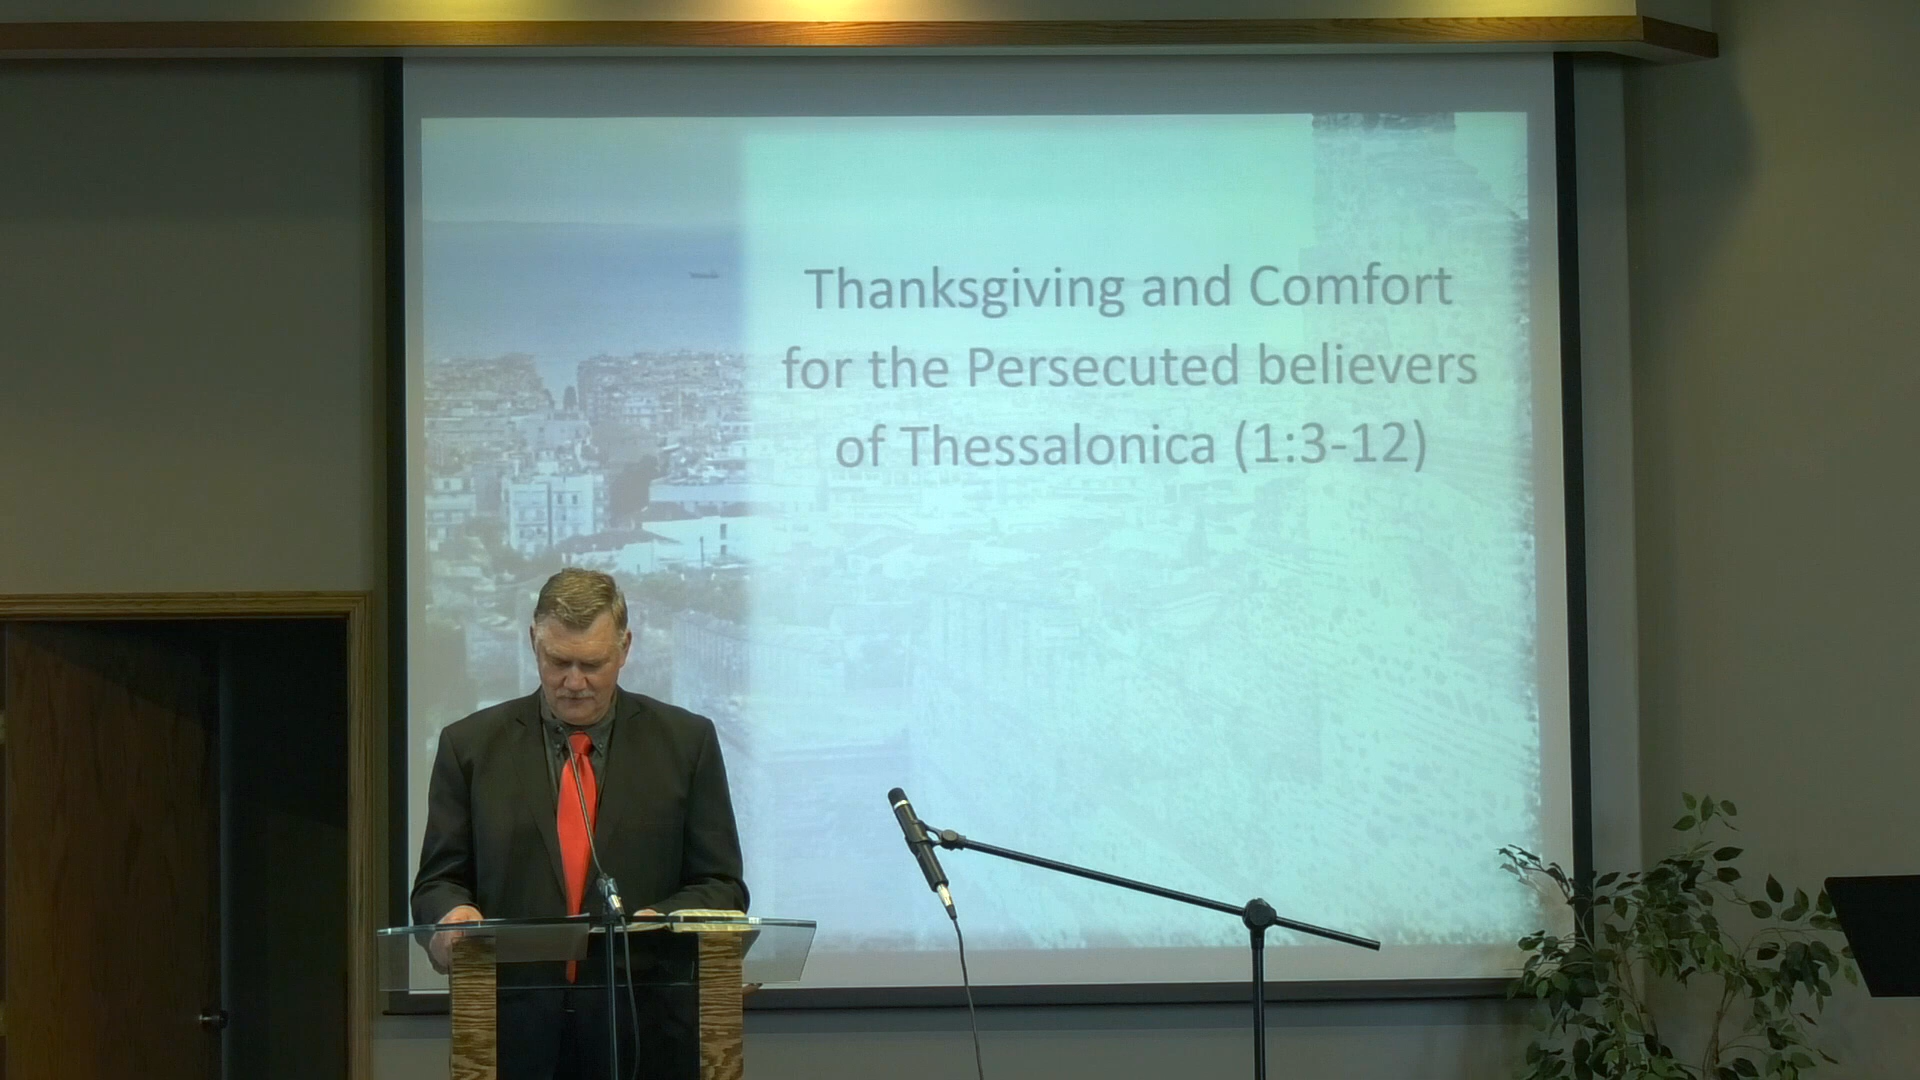 Thanksgiving and Comfort
for the Persecuted believers
of Thessalonica (1:3-12)